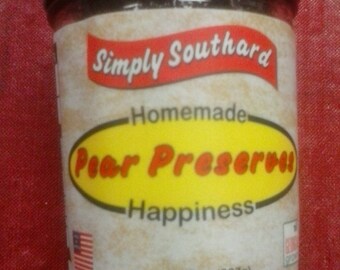 Simply Southard
Homemade
Pear Preserves
Happiness